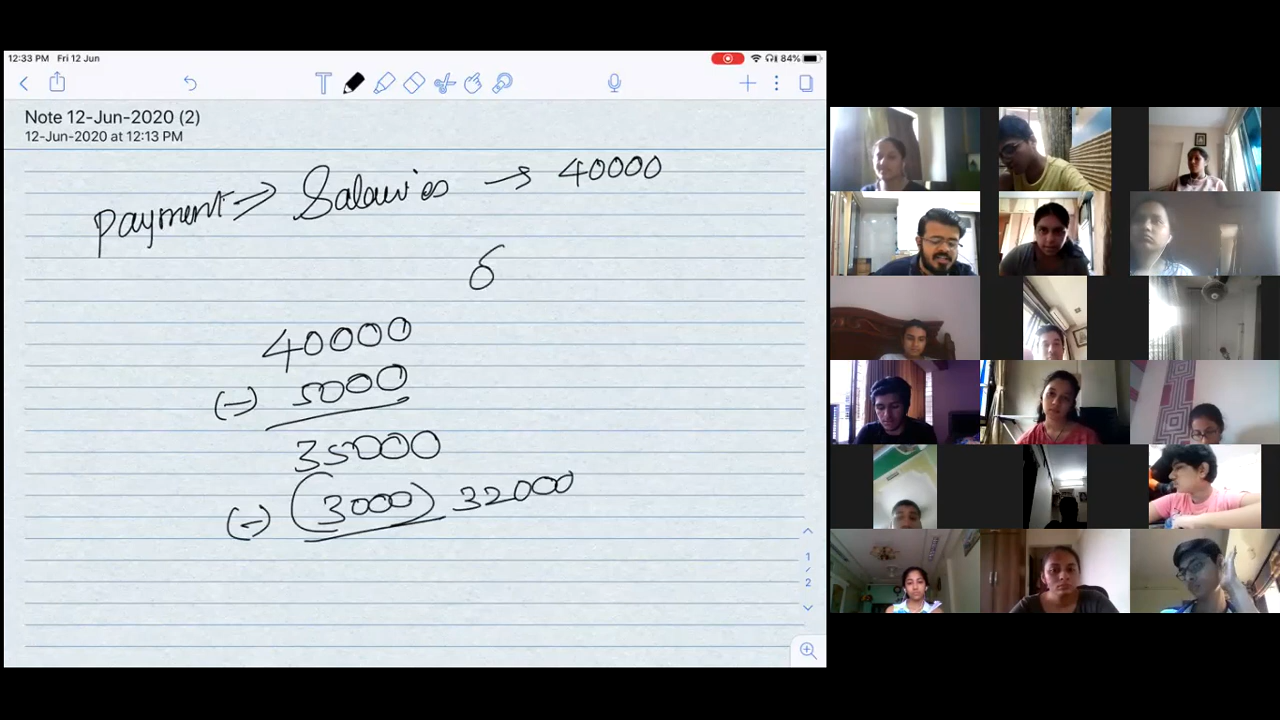 12:33 PM Fri 12 Jun 84%
T
Note 12-Jun-2020 (2)
12-Jun-2020 at 12:13 PM
Payment ⇒ Salaries → 40000
6
40000
(-) 5000
35000
(-) (3000) 32000
1
/
2